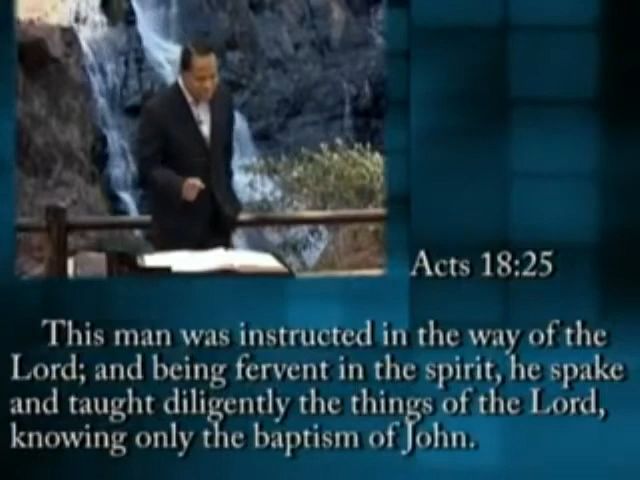 Acts 18:25
This man was instructed in the way of the
Lord; and being fervent in the spirit, he spake
and taught diligently the things of the Lord,
knowing only the baptism of John.